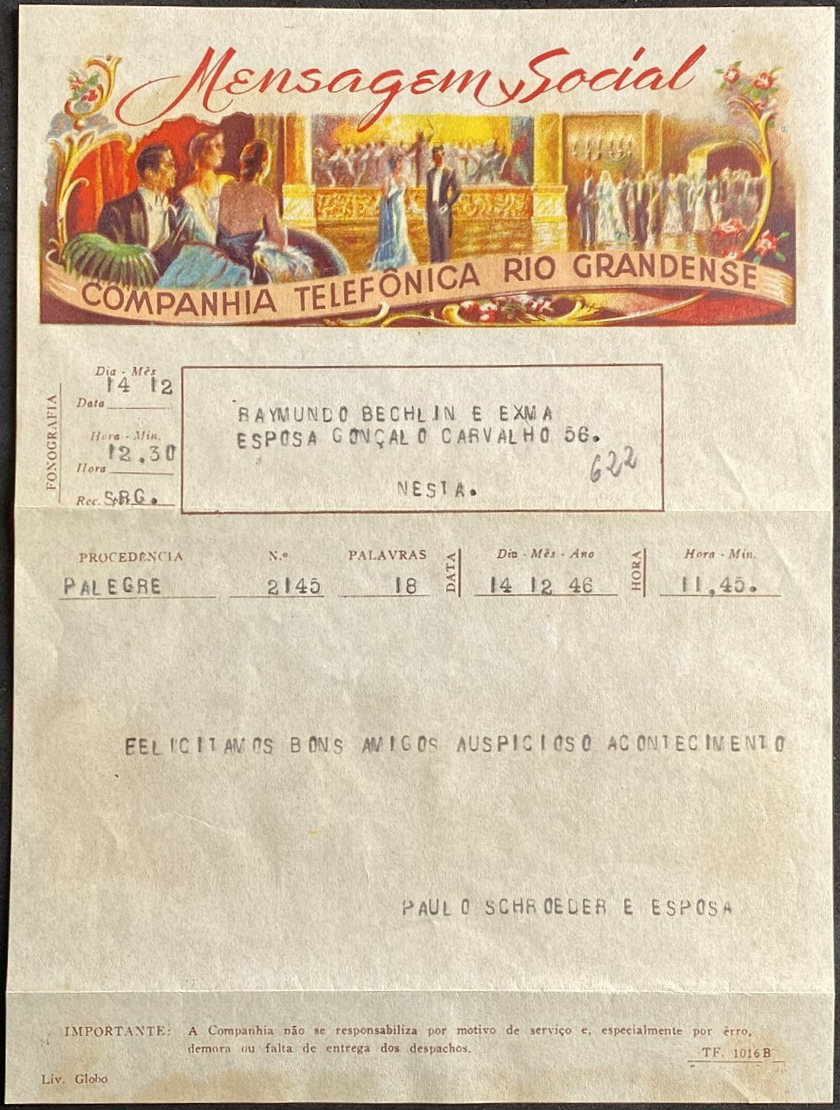 Mensagem Social
COMPANHIA TELEFÔNICA RIO GRANDENSE
FONOGRAFIA
Dia - Mês
14 12
Data
Hora - Min.
12.30
Hora
Rec. SRG.
RAYMUNDO BECHLIN E EXMA
ESPOSA GONÇALO CARVALHO 56.
622
NESTA.
PROCEDÊNCIA N.º PALAVRAS DATA Dia - Mês - Ano HORA Hora - Min.
PALEGRE 2145 18 14 12 46 11,45.
FELICITAMOS BONS AMIGOS AUSPICIOSO ACONTECIMENTO
PAULO SCHROEDER E ESPOSA
IMPORTANTE: A Companhia não se responsabiliza por motivo de serviço e, especialmente por êrro,
demora ou falta de entrega dos despachos.
TF. 1016B
Liv. Globo